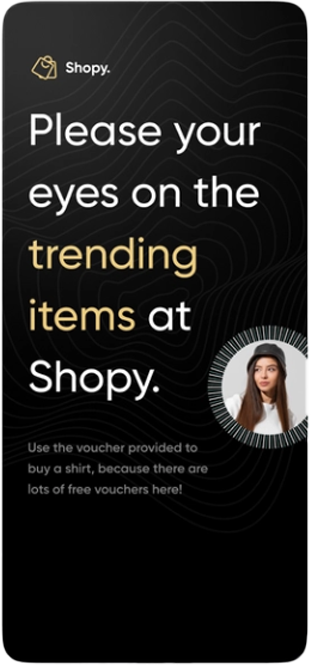 Shopy.
Please your
eyes on the
trending
items at
Shopy.
Use the voucher provided to
buy a shirt, because there are
lots of free vouchers here!